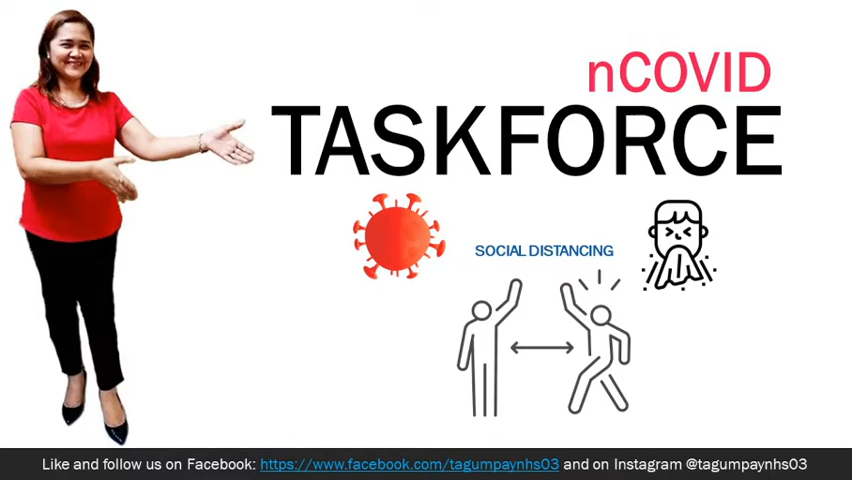 nCOVID
TASKFORCE
SOCIAL DISTANCING
Like and follow us on Facebook: https://www.facebook.com/tagumpaynhs03 and on Instagram @tagumpaynhs03